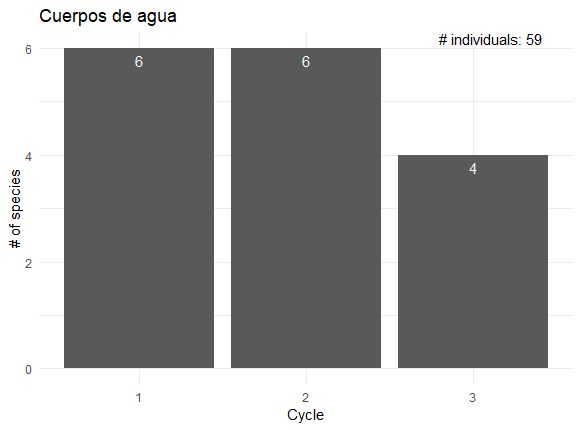 Cuerpos de agua
# individuals: 59
6
6
4
# of species
6
4
2
0
1
2
3
Cycle